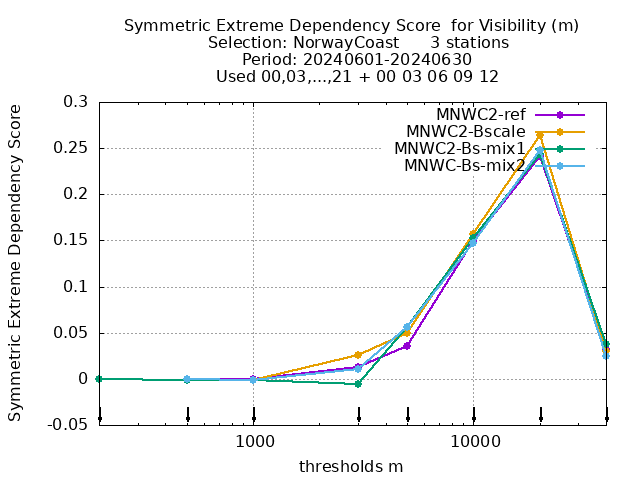 Symmetric Extreme Dependency Score  for Visibility (m)
Selection: NorwayCoast      3 stations
Period: 20240601-20240630
Used 00,03,...,21 + 00 03 06 09 12
MNWC2-ref
MNWC2-Bscale
MNWC2-Bs-mix1
MNWC-Bs-mix2
Symmetric Extreme Dependency Score
0.3
0.25
0.2
0.15
0.1
0.05
0
-0.05
1000 10000
thresholds m